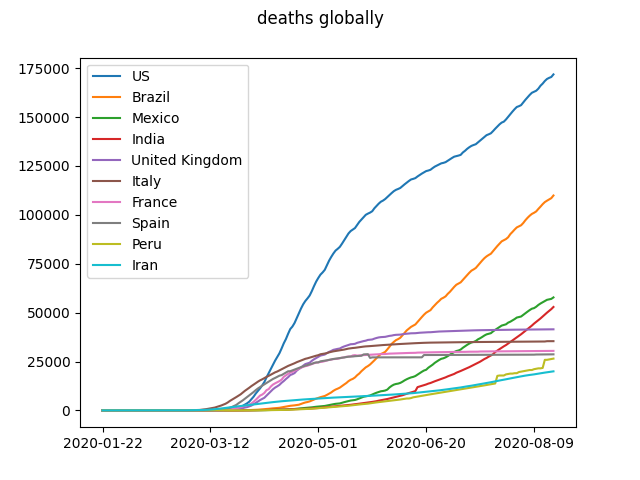 deaths globally
175000
150000
125000
100000
75000
50000
25000
0
US
Brazil
Mexico
India
United Kingdom
Italy
France
Spain
Peru
Iran
2020-01-22 2020-03-12 2020-05-01 2020-06-20 2020-08-09